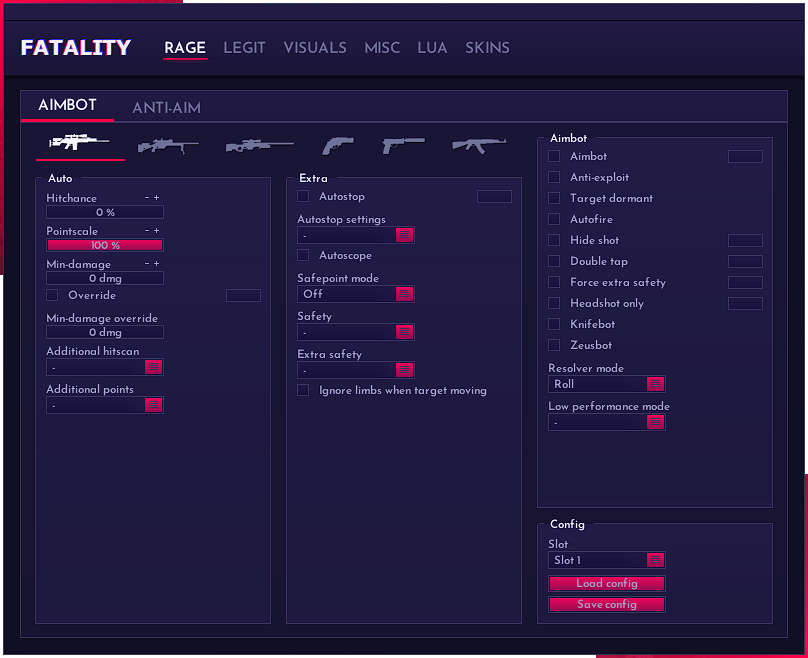 FATALITY RAGE LEGIT VISUALS MISC LUA SKINS
AIMBOT ANTI-AIM
Auto
Hitchance - +
0 %
Pointscale - +
100 %
Min-damage - +
0 dmg
Override
Min-damage override
0 dmg
Additional hitscan
-
Additional points
-
Extra
Autostop
Autostop settings
-
Autoscope
Safepoint mode
Off
Safety
-
Extra safety
-
Ignore limbs when target moving
Aimbot
Aimbot
Anti-exploit
Target dormant
Autofire
Hide shot
Double tap
Force extra safety
Headshot only
Knifebot
Zeusbot
Resolver mode
Roll
Low performance mode
-
Config
Slot
Slot 1
Load config
Save config